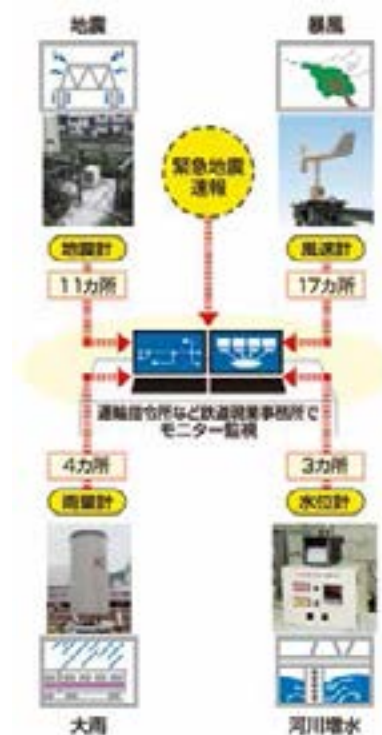 地震
暴風
緊急地震
速報
地震計
風速計
11カ所
17カ所
運輸指令所など鉄道現業事務所で
モニター監視
4カ所
3カ所
雨量計
水位計
大雨
河川増水